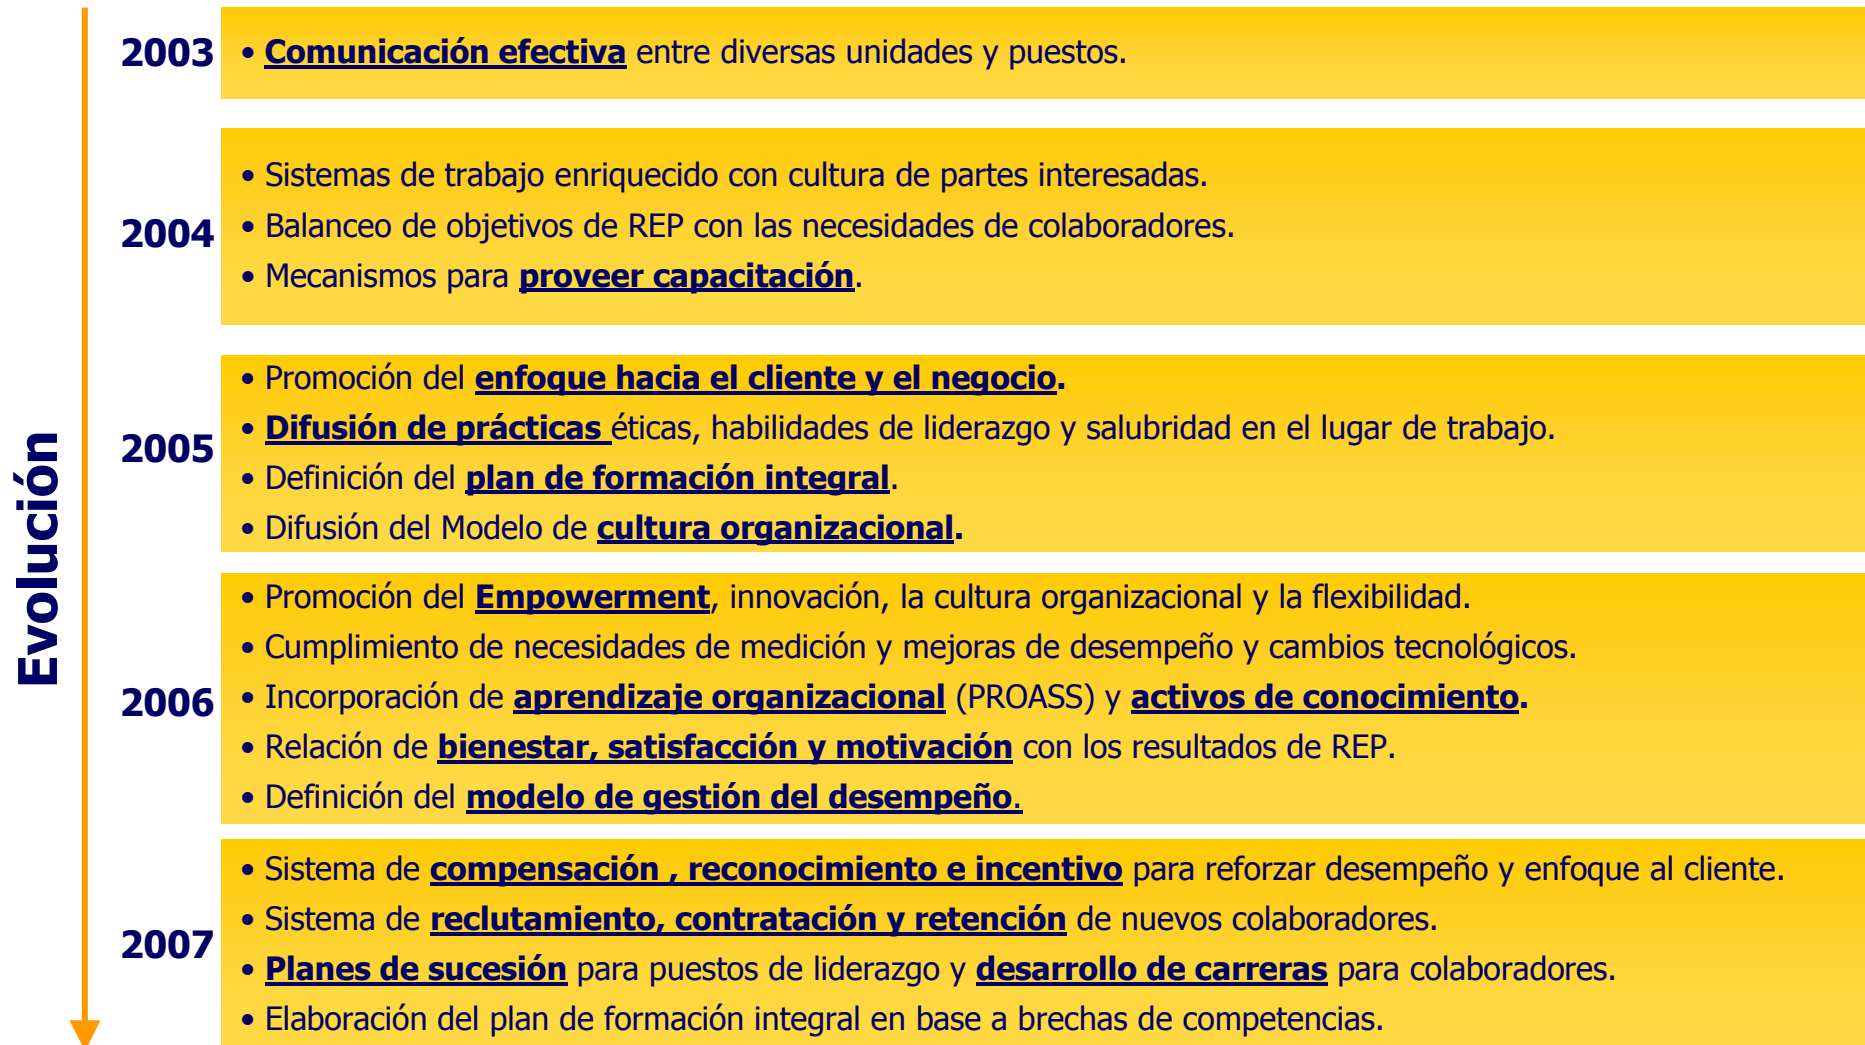 Evolución
2003
• Comunicación efectiva entre diversas unidades y puestos.
2004
• Sistemas de trabajo enriquecido con cultura de partes interesadas.
• Balanceo de objetivos de REP con las necesidades de colaboradores.
• Mecanismos para proveer capacitación.
2005
• Promoción del enfoque hacia el cliente y el negocio.
• Difusión de prácticas éticas, habilidades de liderazgo y salubridad en el lugar de trabajo.
• Definición del plan de formación integral.
• Difusión del Modelo de cultura organizacional.
2006
• Promoción del Empowerment, innovación, la cultura organizacional y la flexibilidad.
• Cumplimiento de necesidades de medición y mejoras de desempeño y cambios tecnológicos.
• Incorporación de aprendizaje organizacional (PROASS) y activos de conocimiento.
• Relación de bienestar, satisfacción y motivación con los resultados de REP.
• Definición del modelo de gestión del desempeño.
2007
• Sistema de compensación , reconocimiento e incentivo para reforzar desempeño y enfoque al cliente.
• Sistema de reclutamiento, contratación y retención de nuevos colaboradores.
• Planes de sucesión para puestos de liderazgo y desarrollo de carreras para colaboradores.
• Elaboración del plan de formación integral en base a brechas de competencias.